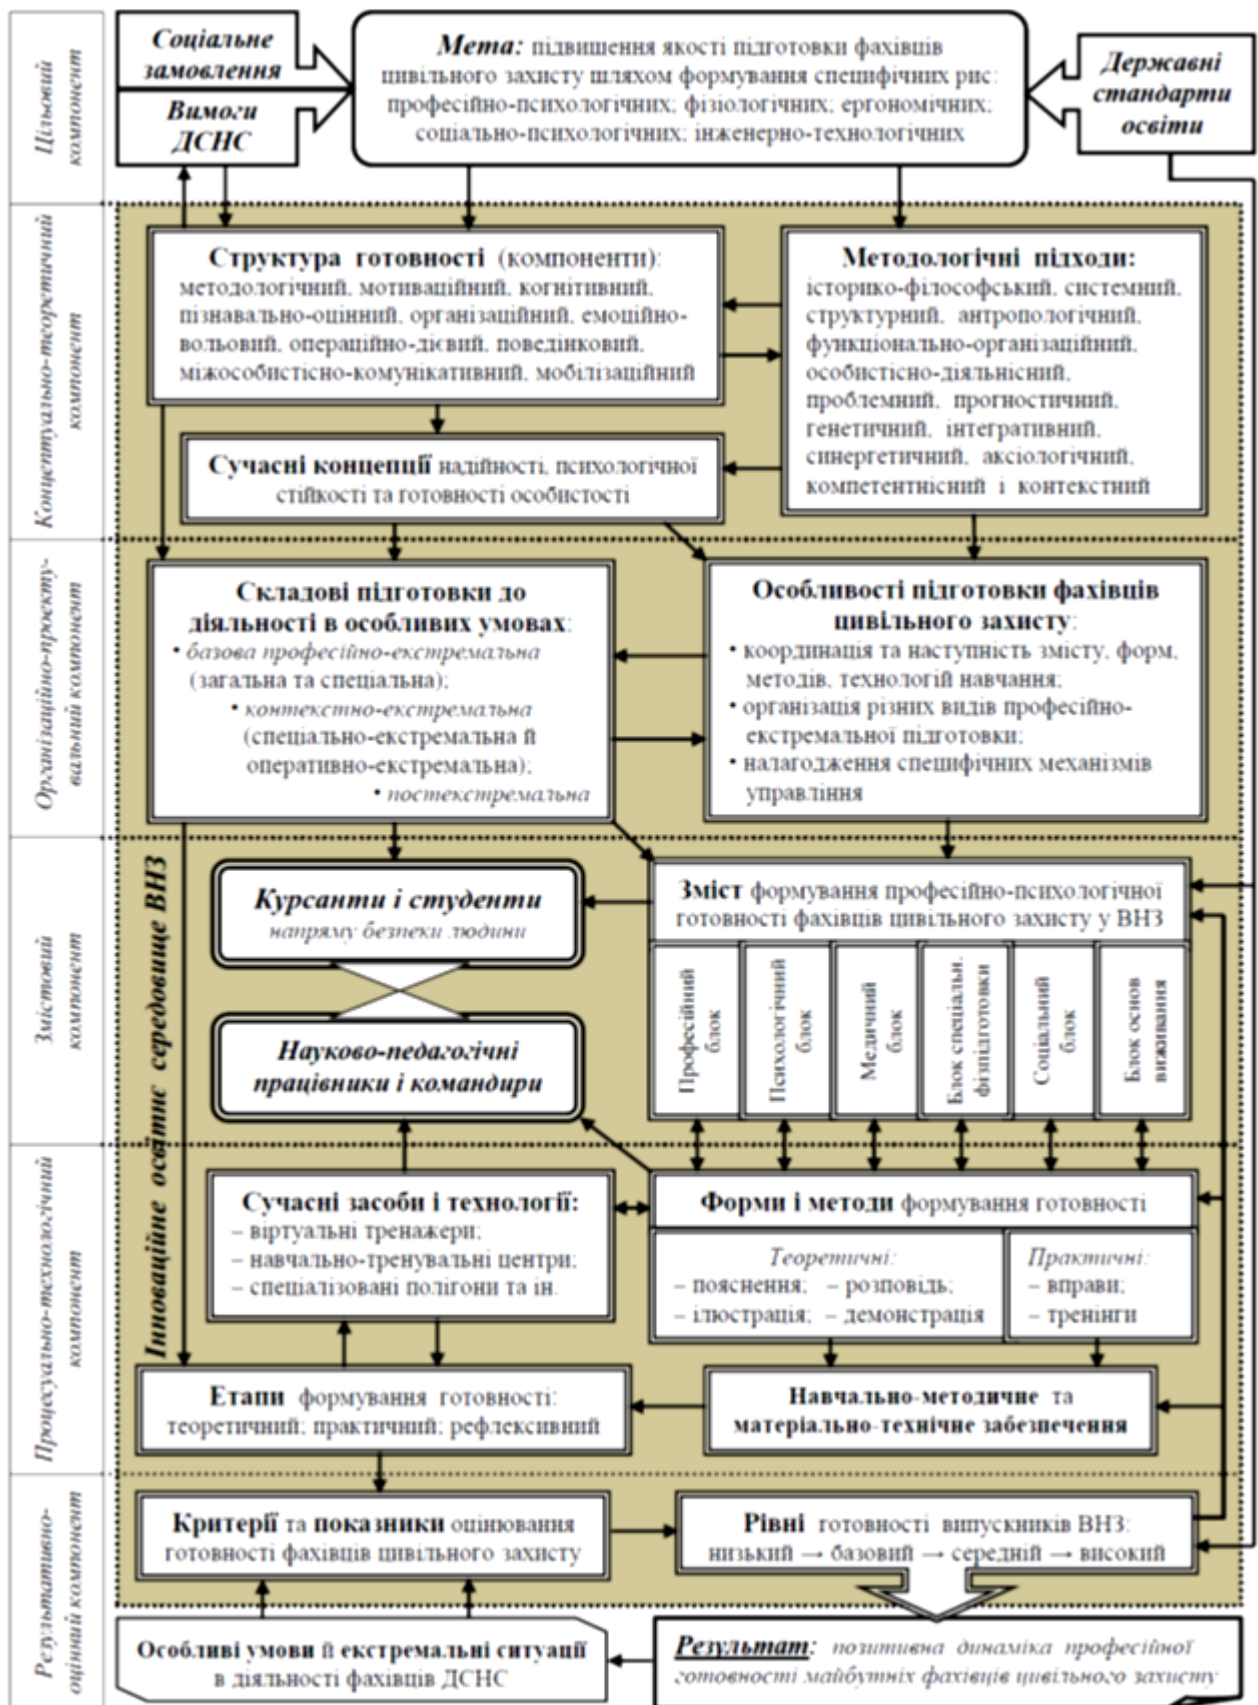 Цільовий
компонент
Соціальне
замовлення
Вимоги
ДСНС
Мета: підвишення якості підготовки фахівців
цивільного захисту шляхом формування специфічних рис:
професійно-психологічних; фізіологічних; ергономічних;
соціально-психологічних; інженерно-технологічних
Державні
стандарти
освіти
Концептуально-теоретичний
компонент
Структура готовності (компоненти):
методологічний, мотиваційний, когнітивний,
пізнавально-оцінний, організаційний, емоційно-
вольовий, операційно-дієвий, поведінковий,
міжособистісно-комунікативний, мобілізаційний
Методологічні підходи:
історико-філософський, системний,
структурний, антропологічний,
функціонально-організаційний,
особистісно-діяльнісний,
проблемний, прогностичний,
генетичний, інтегративний,
синергетичний, аксіологічний,
компетентнісний і контекстний
Сучасні концепції надійності, психологічної
стійкості та готовності особистості
Організаційно-проєкту-
вальний компонент
Складові підготовки до
діяльності в особливих умовах:
• базова професійно-екстремальна
(загальна та спеціальна);
• контекстно-екстремальна
(спеціально-екстремальна й
оперативно-екстремальна);
• постекстремальна
Особливості підготовки фахівців
цивільного захисту:
• координація та наступність змісту, форм,
методів, технологій навчання;
• організація різних видів професійно-
екстремальної підготовки;
• налагодження специфічних механізмів
управління
Змістовий
компонент
Інноваційне освітнє середовище ВНЗ
Курсанти і студенти
напряму безпеки людини
Науково-педагогічні
працівники і командири
Зміст формування професійно-психологічної
готовності фахівців цивільного захисту у ВНЗ
Професійний
блок
Психологічний
блок
Медичний
блок
Блок спеціальн.
фізпідготовки
Соціальний
блок
Блок основ
виживання
Процесуально-технологічний
компонент
Сучасні засоби і технології:
– віртуальні тренажери;
– навчально-тренувальні центри;
– спеціалізовані полігони та ін.
Форми і методи формування готовності
Теоретичні:
– пояснення; – розповідь;
– ілюстрація; – демонстрація
Практичні:
– вправи;
– тренінги
Етапи формування готовності:
теоретичний; практичний; рефлексивний
Навчально-методичне та
матеріально-технічне забезпечення
Результативно-
оцінний компонент
Критерії та показники оцінювання
готовності фахівців цивільного захисту
Рівні готовності випускників ВНЗ:
низький → базовий → середній → високий
Особливі умови й екстремальні ситуації
в діяльності фахівців ДСНС
Результат: позитивна динаміка професійної
готовності майбутніх фахівців цивільного захисту